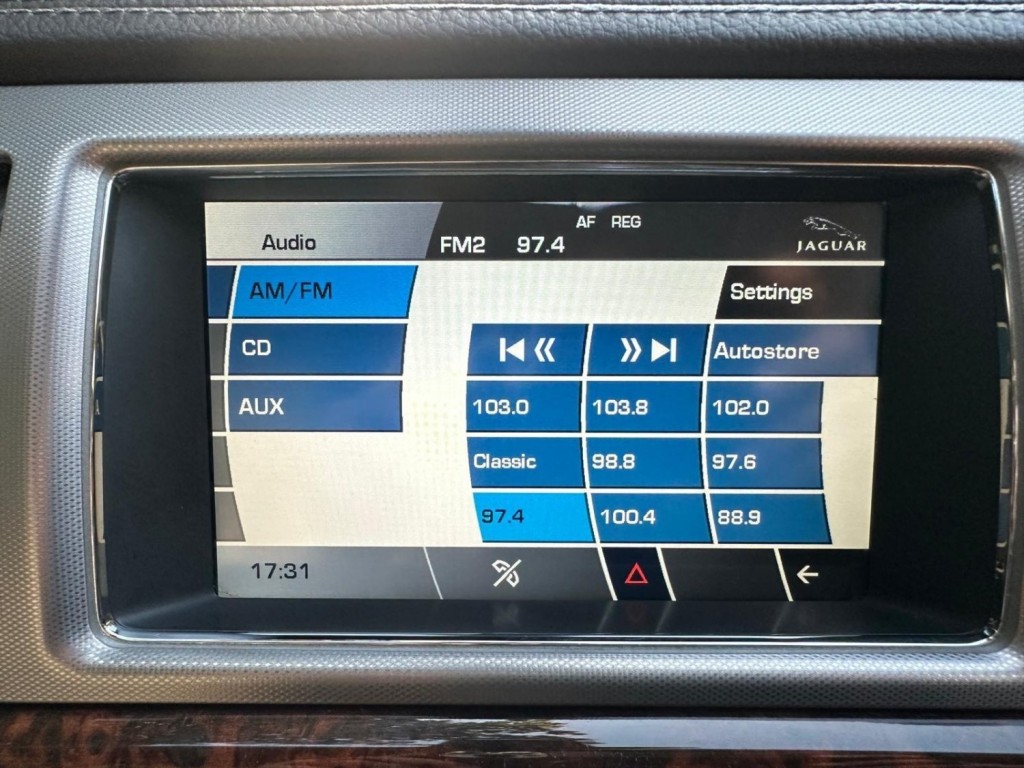 AF REG
Audio FM2 97.4 JAGUAR
AM/FM Settings
CD Autostore
AUX 103.0 103.8 102.0
Classic 98.8 97.6
97.4 100.4 88.9
17:31